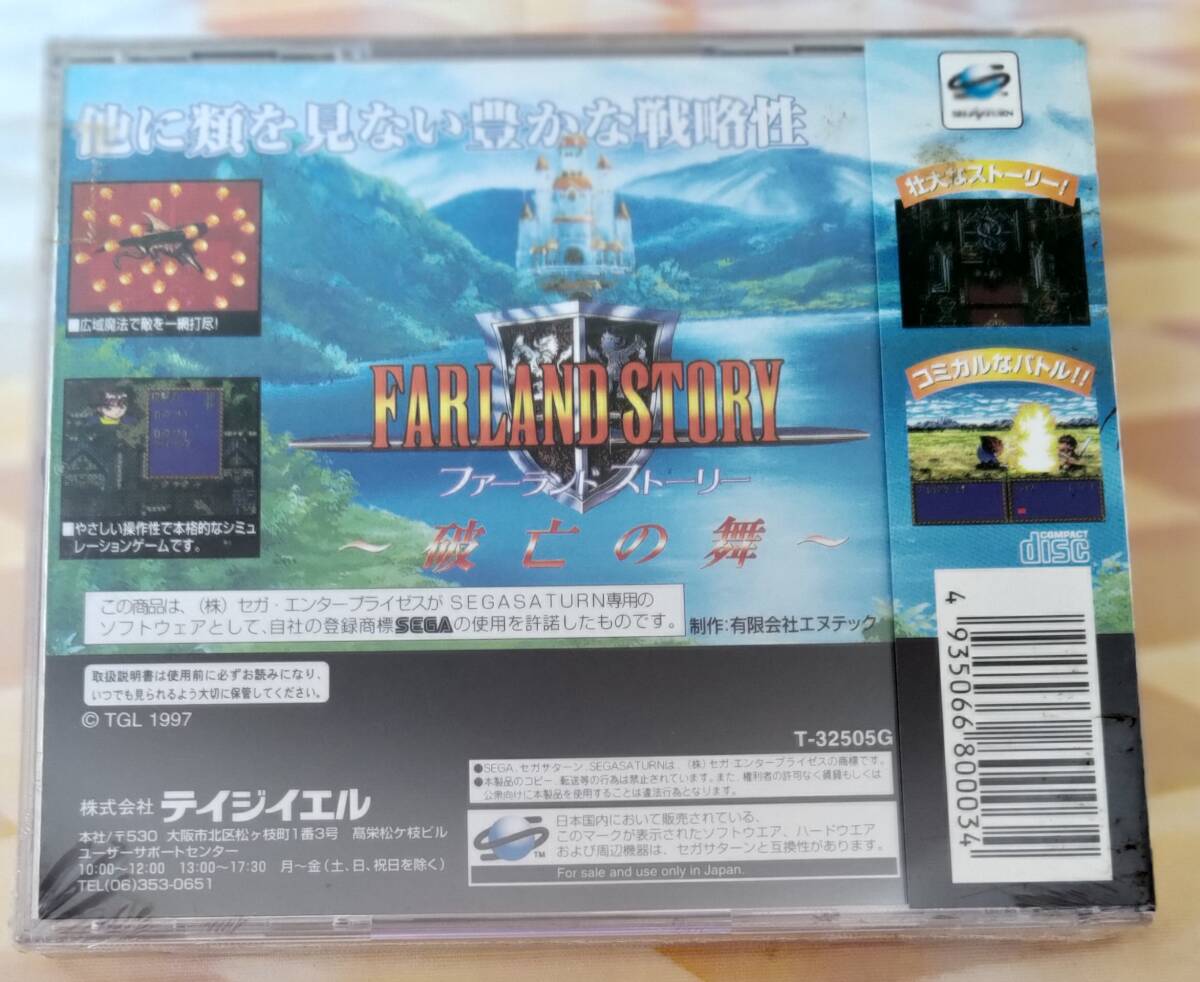 他に類を見ない豊かな戦略性
■広域魔法で敵を一網打尽!
■やさしい操作性で本格的なシミュ
レーションゲームです。
FARLAND STORY
ファーラント ストーリー
～破亡の舞～
この商品は、(株)セガ・エンタープライゼスがSEGASATURN専用の
ソフトウェアとして、自社の登録商標SEGAの使用を許諾したものです。
制作:有限会社エヌテック
取扱説明書は使用前に必ずお読みになり、
いつでも見られるよう大切に保管してください。
© TGL 1997
T-32505G
株式会社 テイジイエル
本社/〒530 大阪市北区松ヶ枝町1番3号 高栄松ケ枝ビル
ユーザーサポートセンター
10:00～12:00 13:00～17:30 月～金(土、日、祝日を除く)
TEL(06)353-0651
●SEGA、セガサターン、SEGASATURNは、(株)セガ・エンタープライゼスの商標です。
●本製品のコピー、転送等の行為は禁止されています。また、権利者の許可なく賃貸もしくは
公衆向けに本製品を使用することは違法行為となります。
日本国内において販売されている、
このマークが表示されたソフトウエア、ハードウエア
および周辺機器は、セガサターンと互換性があります。
TM
For sale and use only in Japan.
SEGA SATURN
壮大なストーリー!
コミカルなバトル!!
COMPACT
disc
4 935066 800034